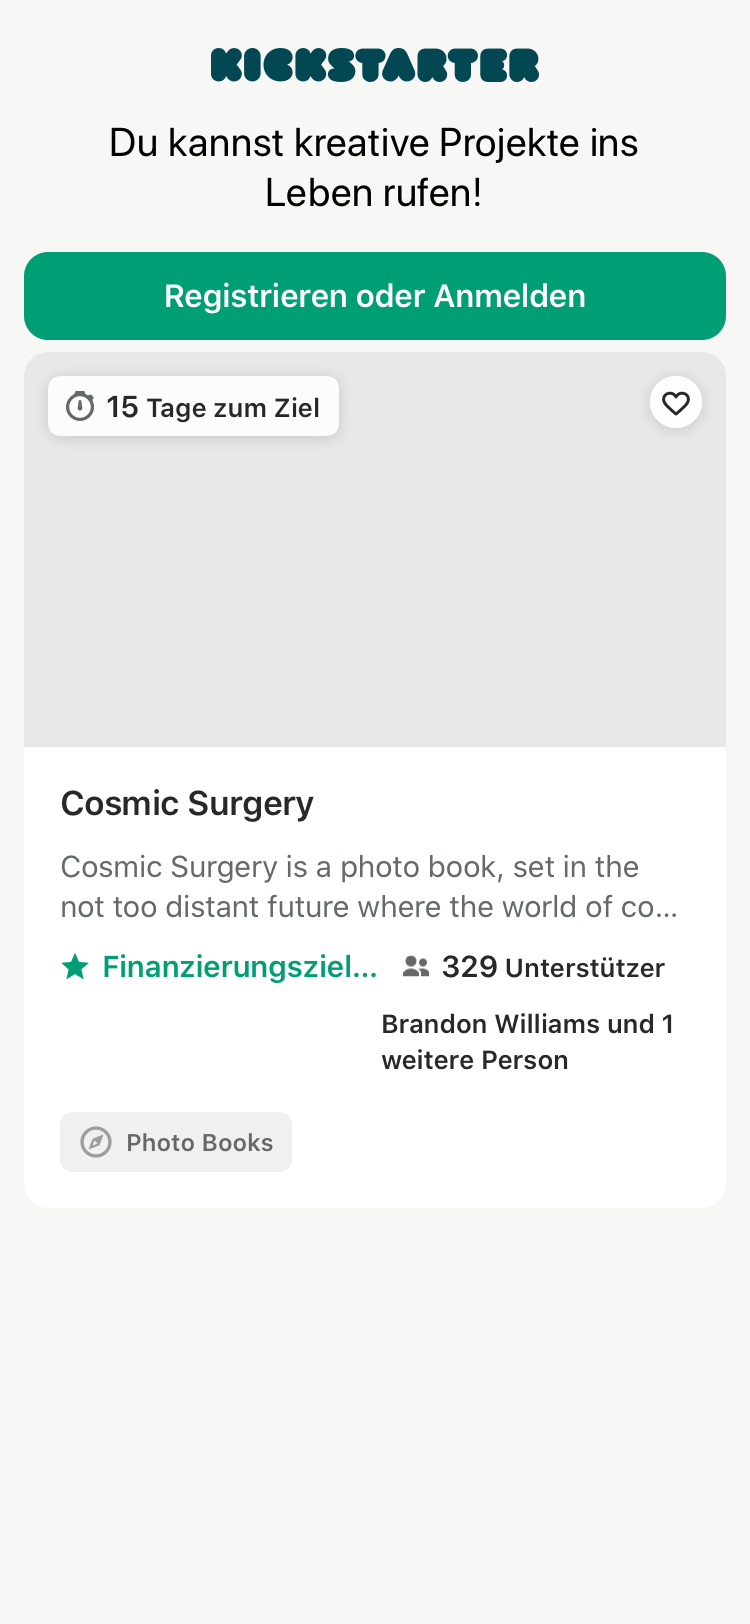 KICKSTARTER
Du kannst kreative Projekte ins
Leben rufen!
Registrieren oder Anmelden
15 Tage zum Ziel
Cosmic Surgery
Cosmic Surgery is a photo book, set in the
not too distant future where the world of co...
Finanzierungsziel... 329 Unterstützer
Brandon Williams und 1
weitere Person
Photo Books